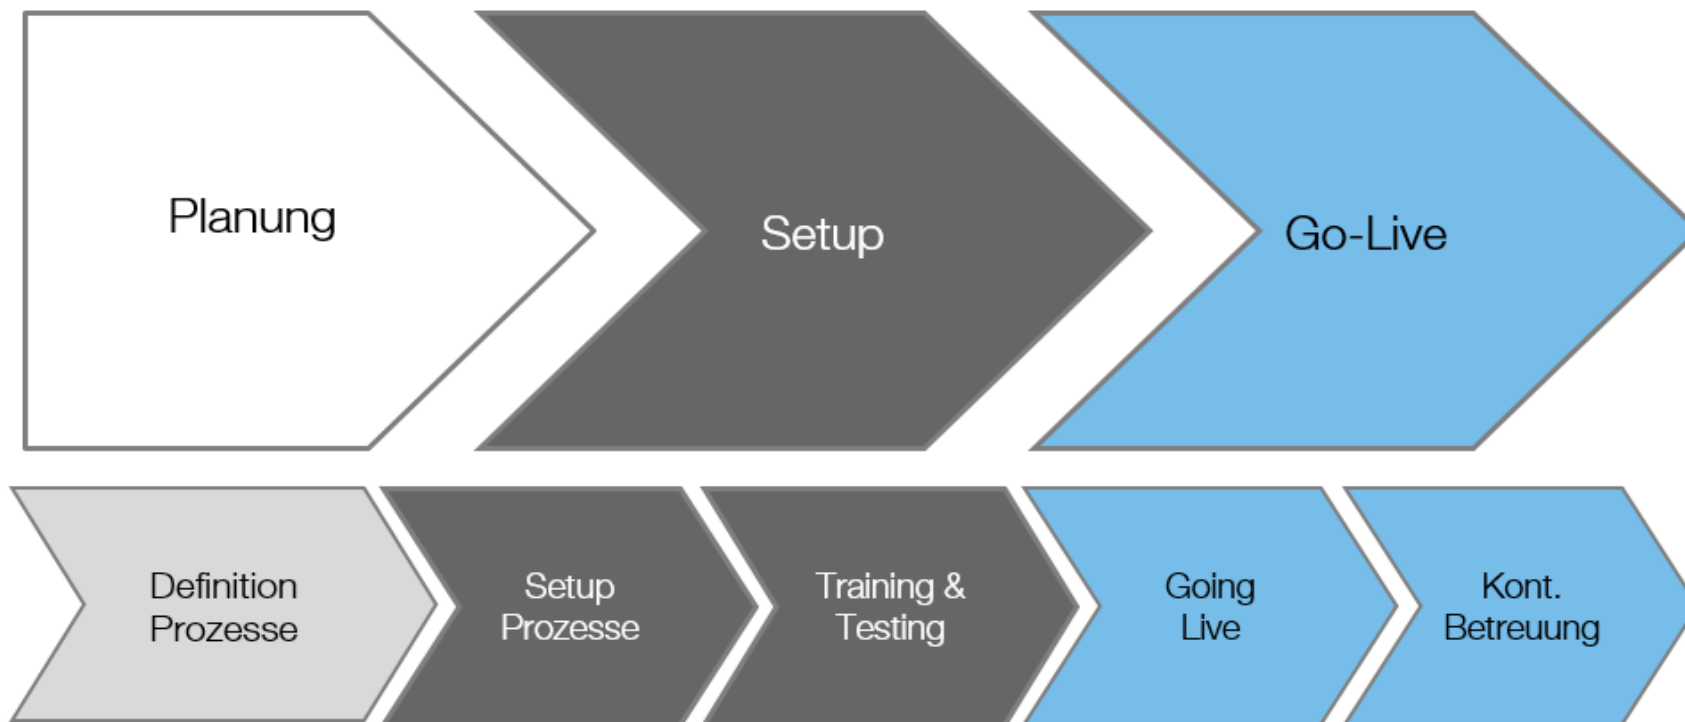 Planung
Setup
Go-Live
Definition
Prozesse
Setup
Prozesse
Training &
Testing
Going
Live
Kont.
Betreuung